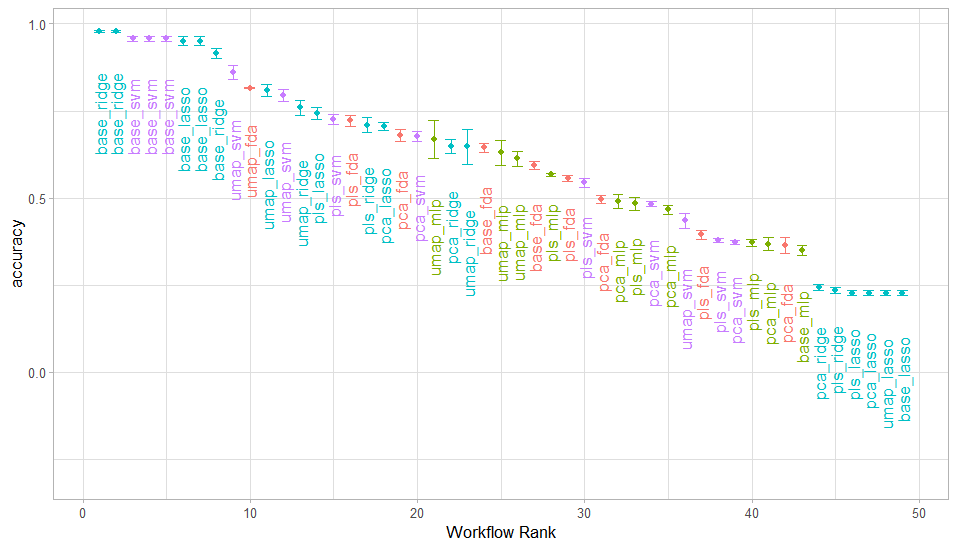 accuracy
1.0
0.5
0.0
base_ridge
base_ridge
base_svm
base_svm
base_svm
base_lasso
base_lasso
base_ridge
umap_svm
umap_fda
umap_lasso
umap_svm
umap_ridge
pls_lasso
pls_svm
pls_fda
pls_ridge
pca_lasso
pca_fda
pca_svm
umap_mlp
pca_ridge
umap_ridge
base_fda
umap_mlp
umap_mlp
base_fda
pls_mlp
pls_fda
pls_svm
pca_fda
pca_mlp
pls_mlp
pca_svm
pca_mlp
umap_svm
pls_fda
pls_svm
pca_svm
pls_mlp
pca_mlp
pca_fda
base_mlp
pca_ridge
pls_ridge
pls_lasso
pca_lasso
umap_lasso
base_lasso
0 10 20 30 40 50
Workflow Rank